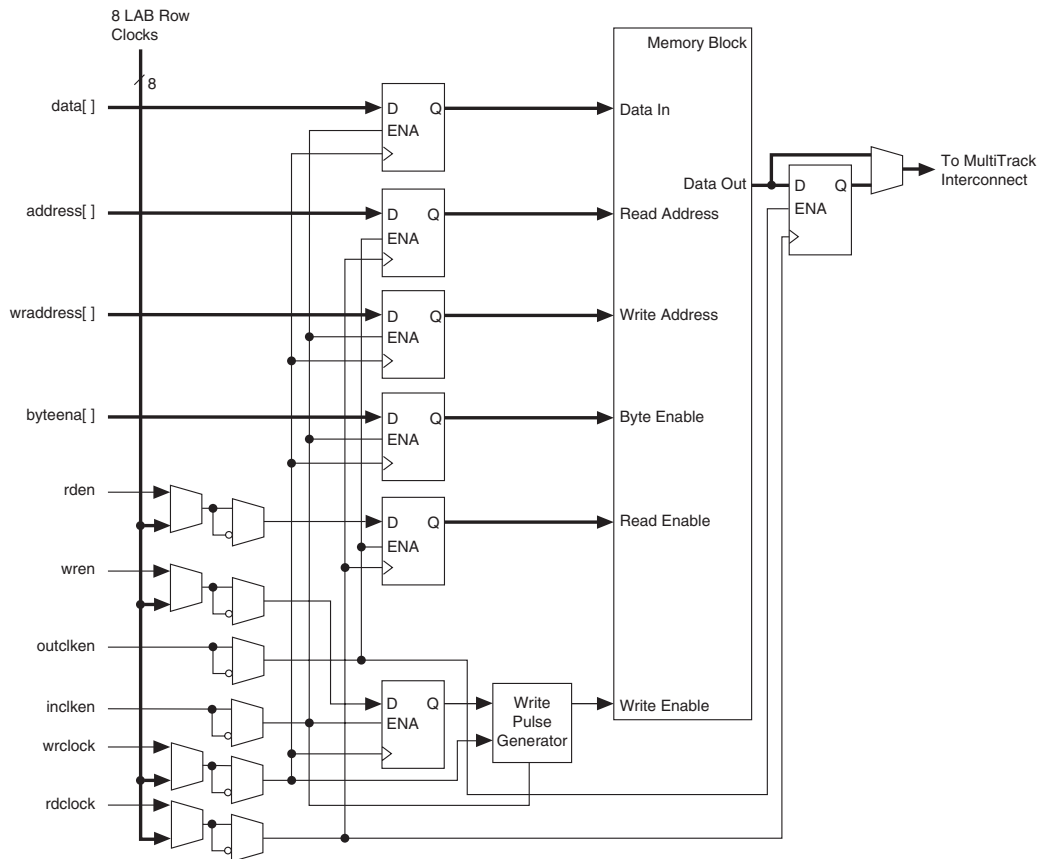 8 LAB Row
Clocks
8
Memory Block
data[ ]
D Q
Data In
ENA
To MultiTrack
Interconnect
Data Out
D Q
ENA
address[ ]
D Q
Read Address
ENA
wraddress[ ]
D Q
Write Address
ENA
byteena[ ]
D Q
Byte Enable
ENA
rden
D Q
Read Enable
ENA
wren
outclken
inclken
D Q
ENA
Write
Pulse
Generator
Write Enable
wrclock
rdclock